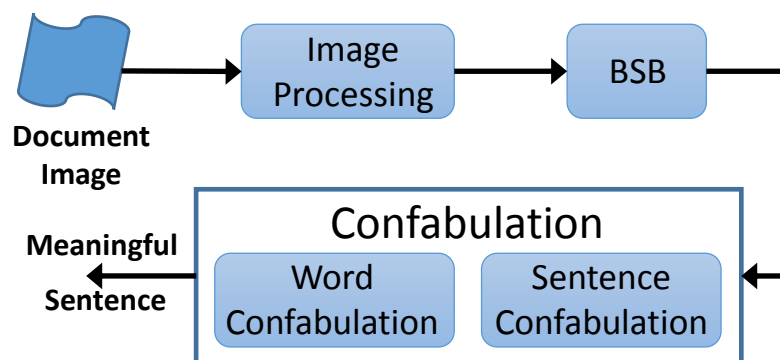 Image
Processing
BSB
Document
Image
Confabulation
Word
Confabulation
Sentence
Confabulation
Meaningful
Sentence